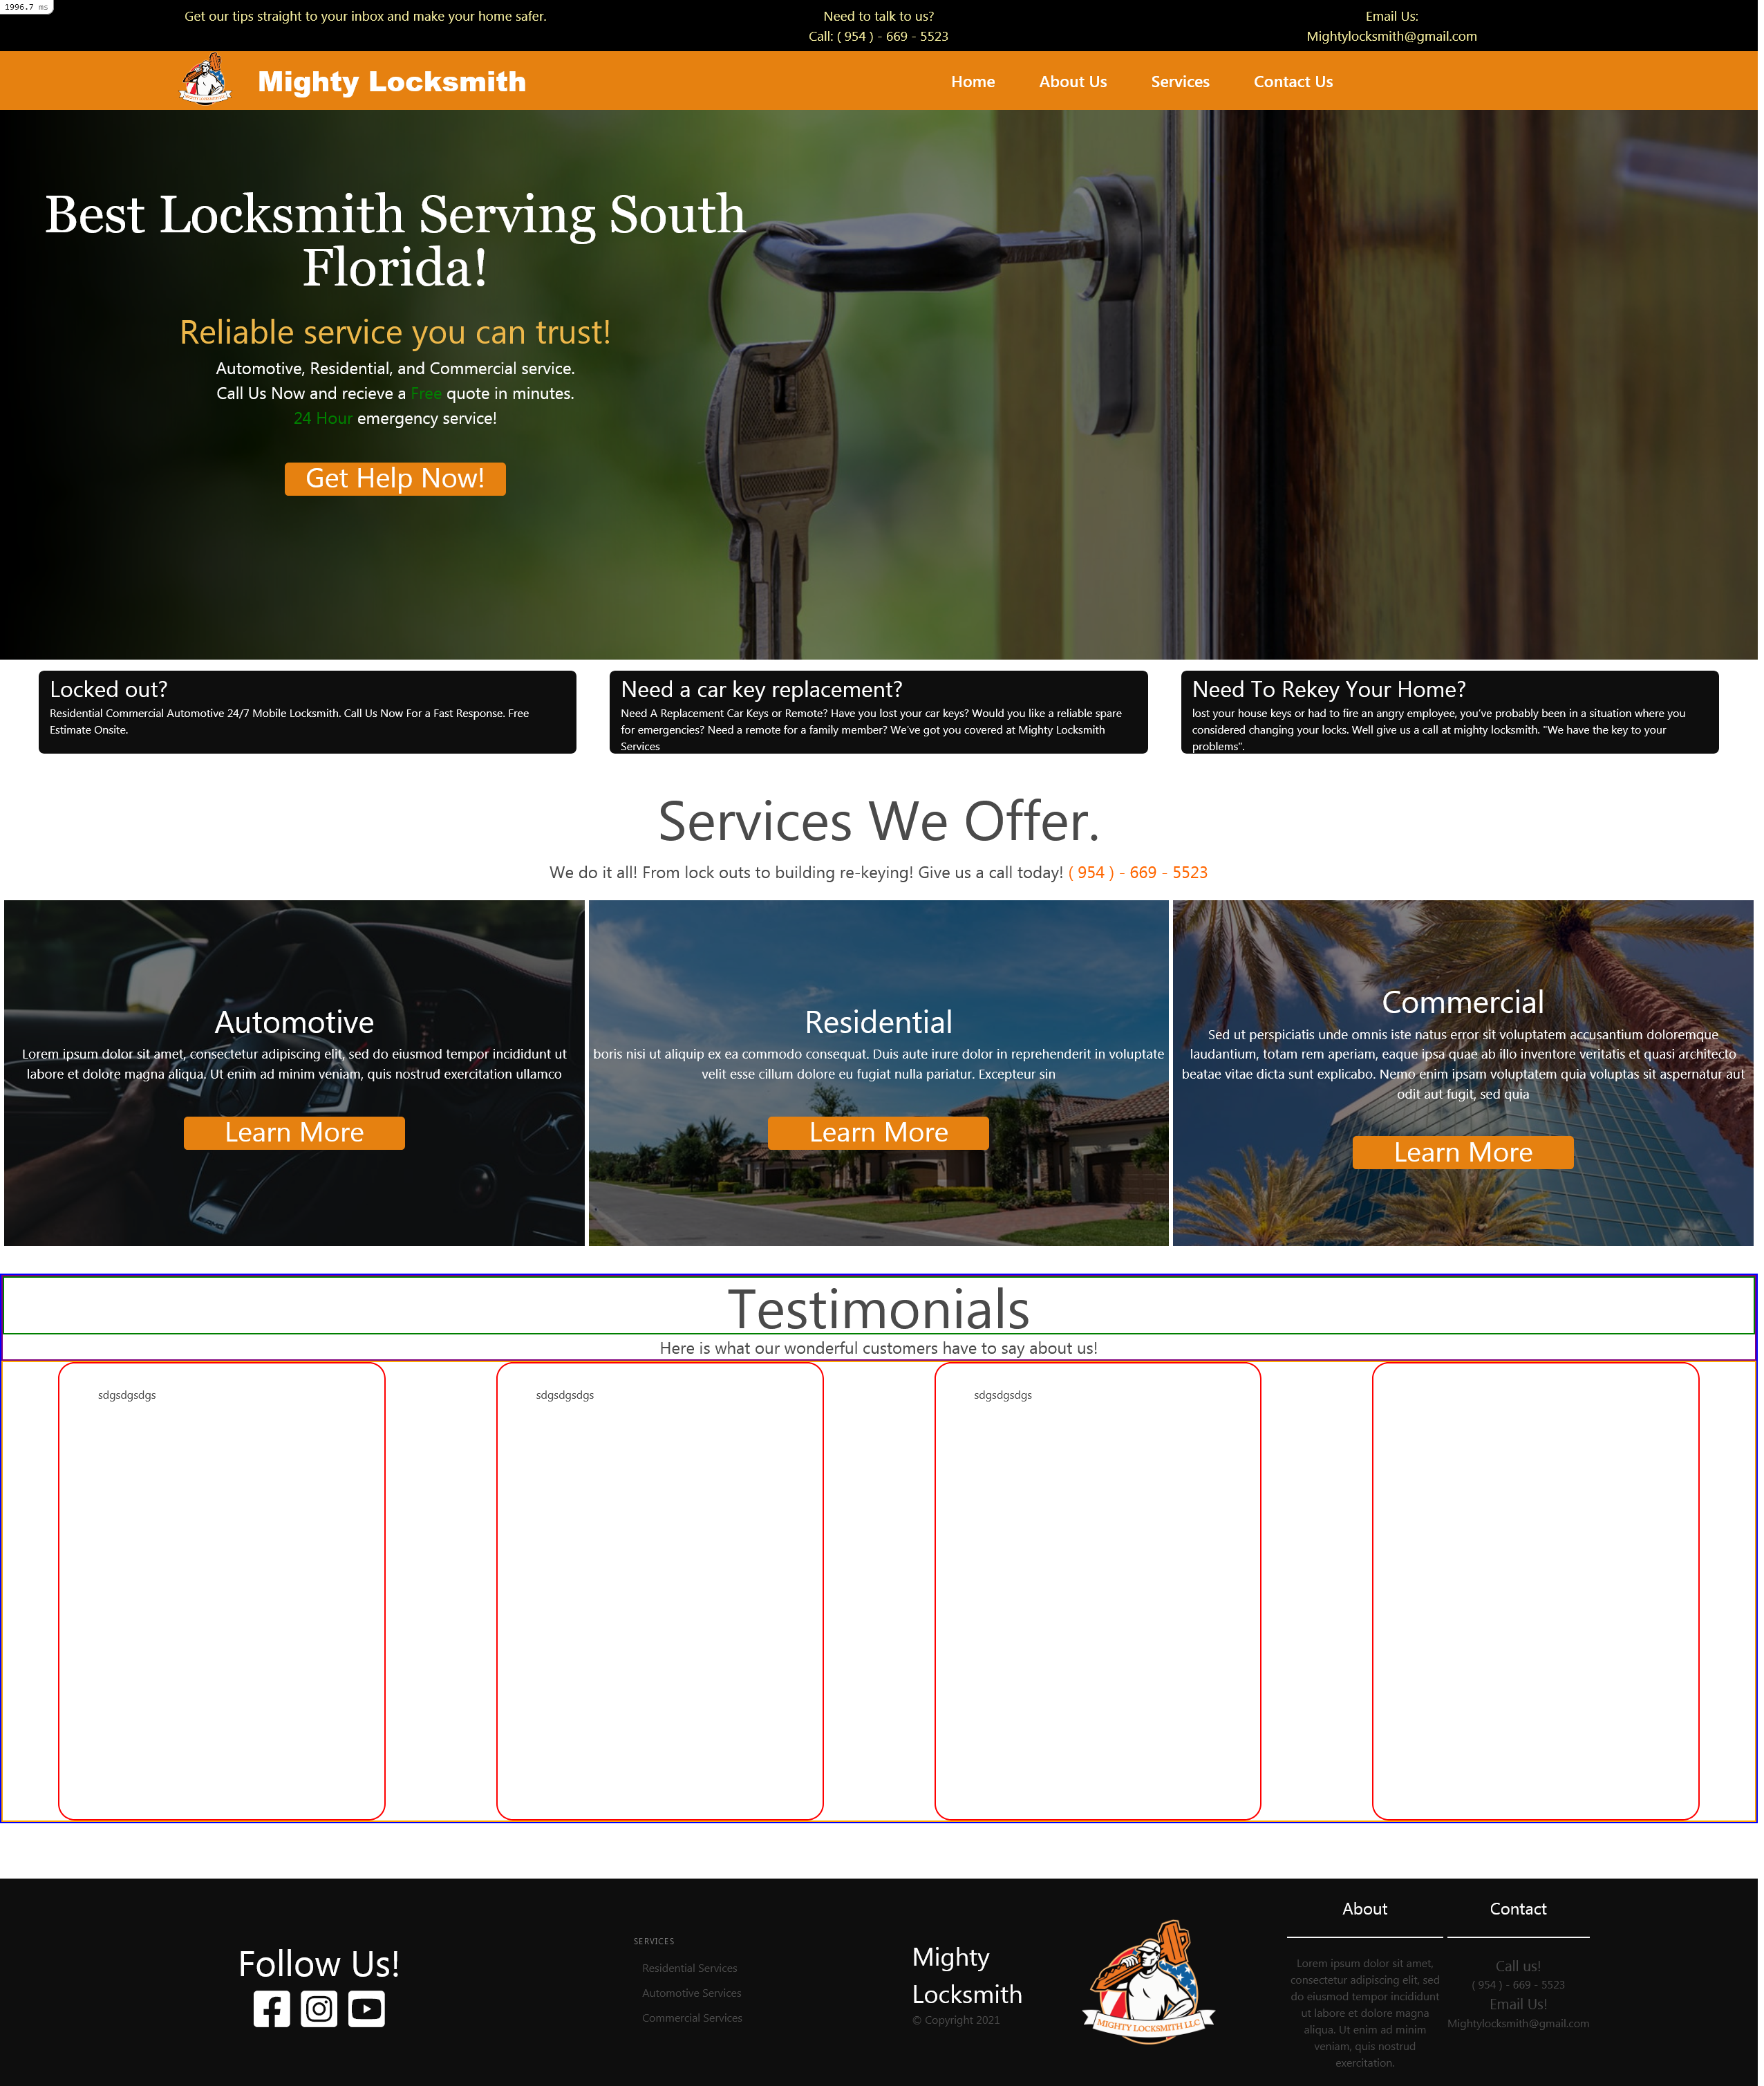 1996.7 ms
Get our tips straight to your inbox and make your home safer.
Need to talk to us?
Call: ( 954 ) - 669 - 5523
Email Us:
Mightylocksmith@gmail.com
MIGHTY LOCKSMITH LLC
Mighty Locksmith
Home
About Us
Services
Contact Us
Best Locksmith Serving South
Florida!
Reliable service you can trust!
Automotive, Residential, and Commercial service.
Call Us Now and recieve a Free quote in minutes.
24 Hour emergency service!
Get Help Now!
Locked out?
Residential Commercial Automotive 24/7 Mobile Locksmith. Call Us Now For a Fast Response. Free
Estimate Onsite.
Need a car key replacement?
Need A Replacement Car Keys or Remote? Have you lost your car keys? Would you like a reliable spare
for emergencies? Need a remote for a family member? We've got you covered at Mighty Locksmith
Services
Need To Rekey Your Home?
lost your house keys or had to fire an angry employee, you've probably been in a situation where you
considered changing your locks. Well give us a call at mighty locksmith. "We have the key to your
problems".
Services We Offer.
We do it all! From lock outs to building re-keying! Give us a call today! ( 954 ) - 669 - 5523
Automotive
Lorem ipsum dolor sit amet, consectetur adipiscing elit, sed do eiusmod tempor incididunt ut
labore et dolore magna aliqua. Ut enim ad minim veniam, quis nostrud exercitation ullamco
Learn More
AMG
Residential
boris nisi ut aliquip ex ea commodo consequat. Duis aute irure dolor in reprehenderit in voluptate
velit esse cillum dolore eu fugiat nulla pariatur. Excepteur sin
Learn More
Commercial
Sed ut perspiciatis unde omnis iste natus error sit voluptatem accusantium doloremque
laudantium, totam rem aperiam, eaque ipsa quae ab illo inventore veritatis et quasi architecto
beatae vitae dicta sunt explicabo. Nemo enim ipsam voluptatem quia voluptas sit aspernatur aut
odit aut fugit, sed quia
Learn More
Testimonials
Here is what our wonderful customers have to say about us!
sdgsdgsdgs
sdgsdgsdgs
sdgsdgsdgs
Follow Us!
SERVICES
Residential Services
Automotive Services
Commercial Services
Mighty
Locksmith
© Copyright 2021
MIGHTY LOCKSMITH LLC
About
Lorem ipsum dolor sit amet,
consectetur adipiscing elit, sed
do eiusmod tempor incididunt
ut labore et dolore magna
aliqua. Ut enim ad minim
veniam, quis nostrud
exercitation.
Contact
Call us!
( 954 ) - 669 - 5523
Email Us!
Mightylocksmith@gmail.com